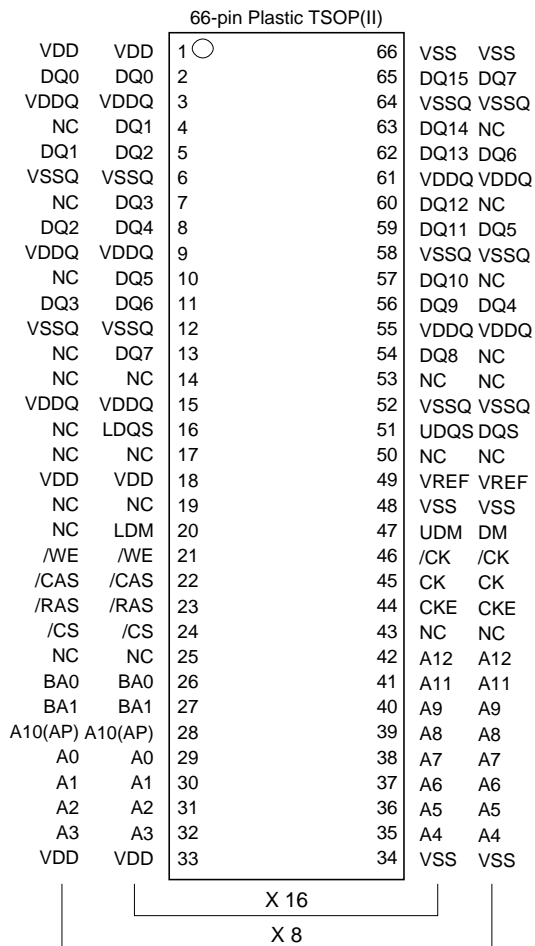 66-pin Plastic TSOP(II)
VDD VDD 1 66 VSS VSS
DQ0 DQ0 2 65 DQ15 DQ7
VDDQ VDDQ 3 64 VSSQ VSSQ
NC DQ1 4 63 DQ14 NC
DQ1 DQ2 5 62 DQ13 DQ6
VSSQ VSSQ 6 61 VDDQ VDDQ
NC DQ3 7 60 DQ12 NC
DQ2 DQ4 8 59 DQ11 DQ5
VDDQ VDDQ 9 58 VSSQ VSSQ
NC DQ5 10 57 DQ10 NC
DQ3 DQ6 11 56 DQ9 DQ4
VSSQ VSSQ 12 55 VDDQ VDDQ
NC DQ7 13 54 DQ8 NC
NC NC 14 53 NC NC
VDDQ VDDQ 15 52 VSSQ VSSQ
NC LDQS 16 51 UDQS DQS
NC NC 17 50 NC NC
VDD VDD 18 49 VREF VREF
NC NC 19 48 VSS VSS
NC LDM 20 47 UDM DM
/WE /WE 21 46 /CK /CK
/CAS /CAS 22 45 CK CK
/RAS /RAS 23 44 CKE CKE
/CS /CS 24 43 NC NC
NC NC 25 42 A12 A12
BA0 BA0 26 41 A11 A11
BA1 BA1 27 40 A9 A9
A10(AP) A10(AP) 28 39 A8 A8
A0 A0 29 38 A7 A7
A1 A1 30 37 A6 A6
A2 A2 31 36 A5 A5
A3 A3 32 35 A4 A4
VDD VDD 33 34 VSS VSS
X 16
X 8